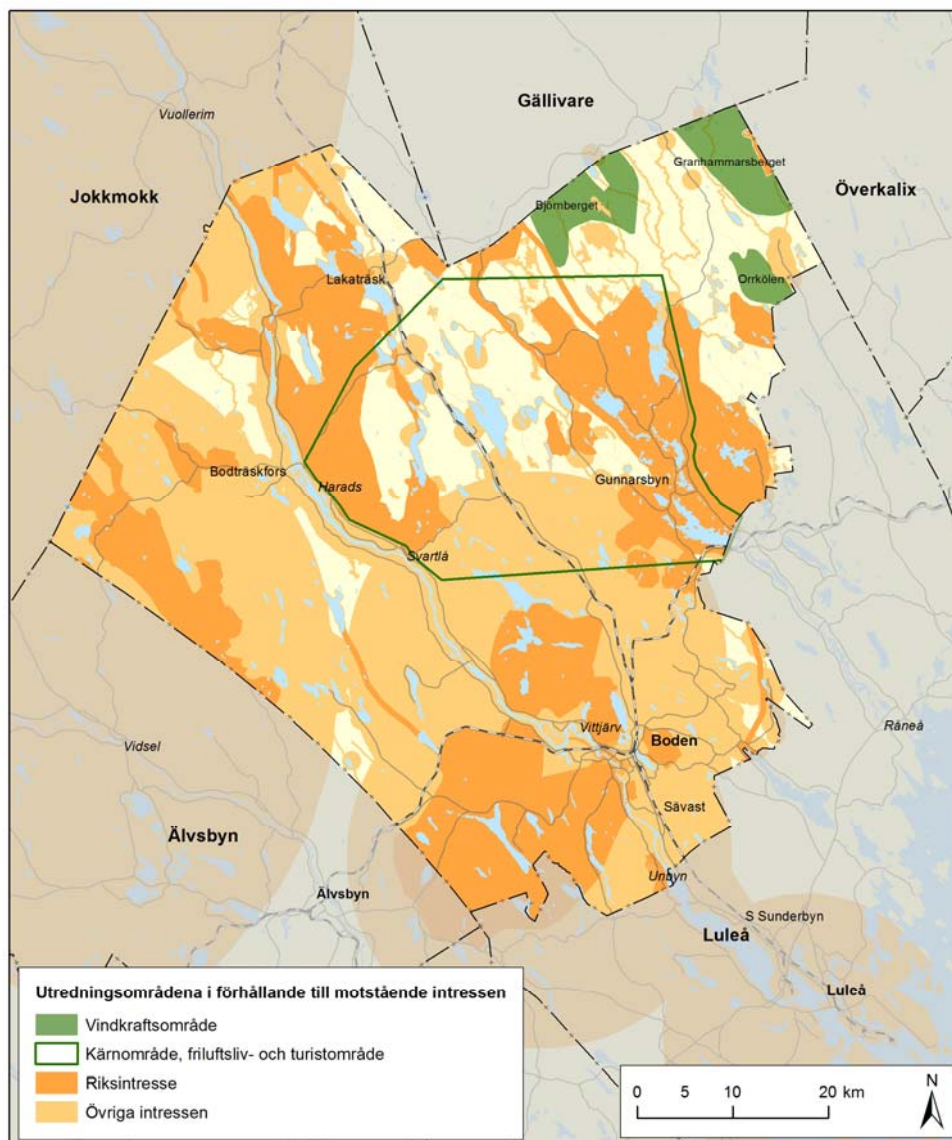 Gällivare
Vuollerim
Granhammarsberget
Jokkmokk
Överkalix
Björnberget
Lakaträsk
Orrkölen
Bodträskfors
Gunnarsbyn
Harads
Svartlå
Råneå
Vittjärv
Boden
Vidsel
Sävast
Älvsbyn
Unbyn
Älvsbyn
S Sunderbyn
Luleå
Luleå
Utredningsområdena i förhållande till motstående intressen
Vindkraftsområde
Kärnområde, friluftsliv- och turistområde
Riksintresse
Övriga intressen
0 5 10 20 km
N